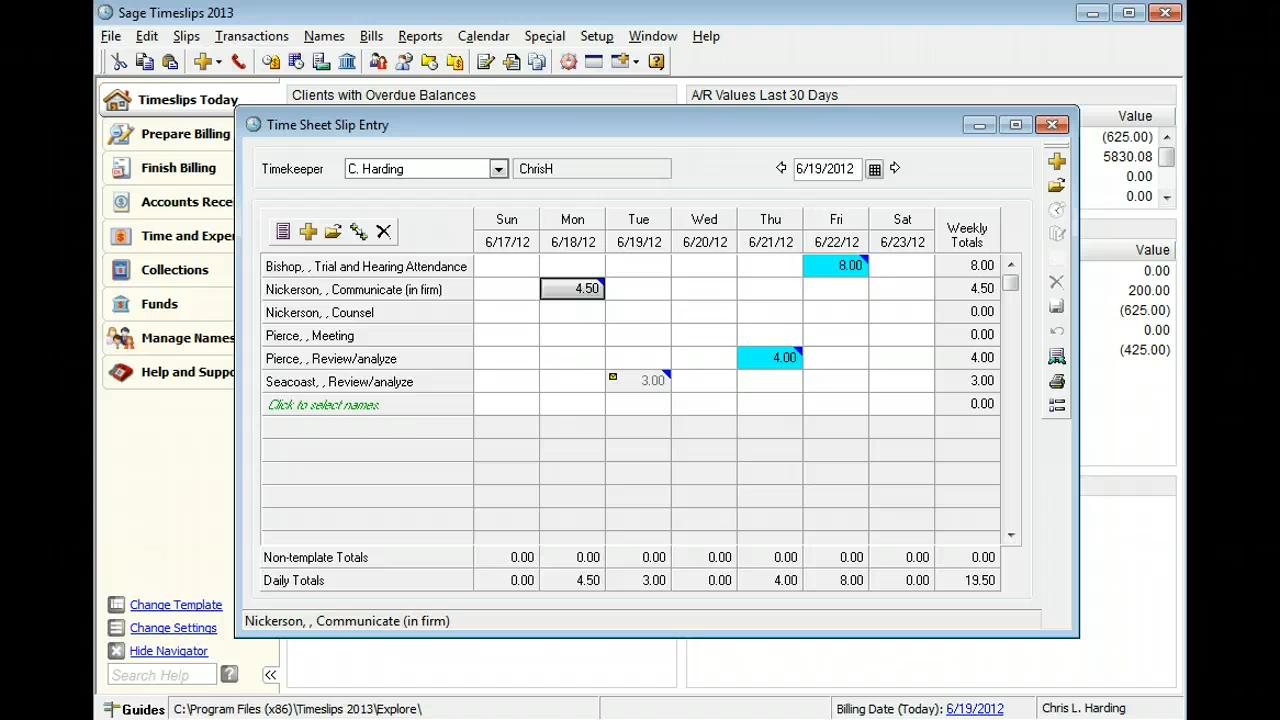 Sage Timeslips 2013
File Edit Slips Transactions Names Bills Reports Calendar Special Setup Window Help
Timeslips Today
Prepare Billing
Finish Billing
Accounts Rece
Time and Expe
Collections
Funds
Manage Names
Help and Suppo
Change Template
Change Settings
Hide Navigator
Search Help
Clients with Overdue Balances
A/R Values Last 30 Days
Value
(625.00)
5830.08
0.00
0.00
Value
0.00
200.00
(625.00)
0.00
(425.00)
Time Sheet Slip Entry
Timekeeper C. Harding ChrisH 6/19/2012
Sun Mon Tue Wed Thu Fri Sat Weekly Totals
6/17/12 6/18/12 6/19/12 6/20/12 6/21/12 6/22/12 6/23/12
Bishop, , Trial and Hearing Attendance 8.00 8.00
Nickerson, , Communicate (in firm) 4.50 4.50
Nickerson, , Counsel 0.00
Pierce, , Meeting 0.00
Pierce, , Review/analyze 4.00 4.00
Seacoast, , Review/analyze 3.00 3.00
Click to select names. 0.00
Non-template Totals 0.00 0.00 0.00 0.00 0.00 0.00 0.00 0.00
Daily Totals 0.00 4.50 3.00 0.00 4.00 8.00 0.00 19.50
Nickerson, , Communicate (in firm)
Guides C:\Program Files (x86)\Timeslips 2013\Explore\ Billing Date (Today): 6/19/2012 Chris L. Harding